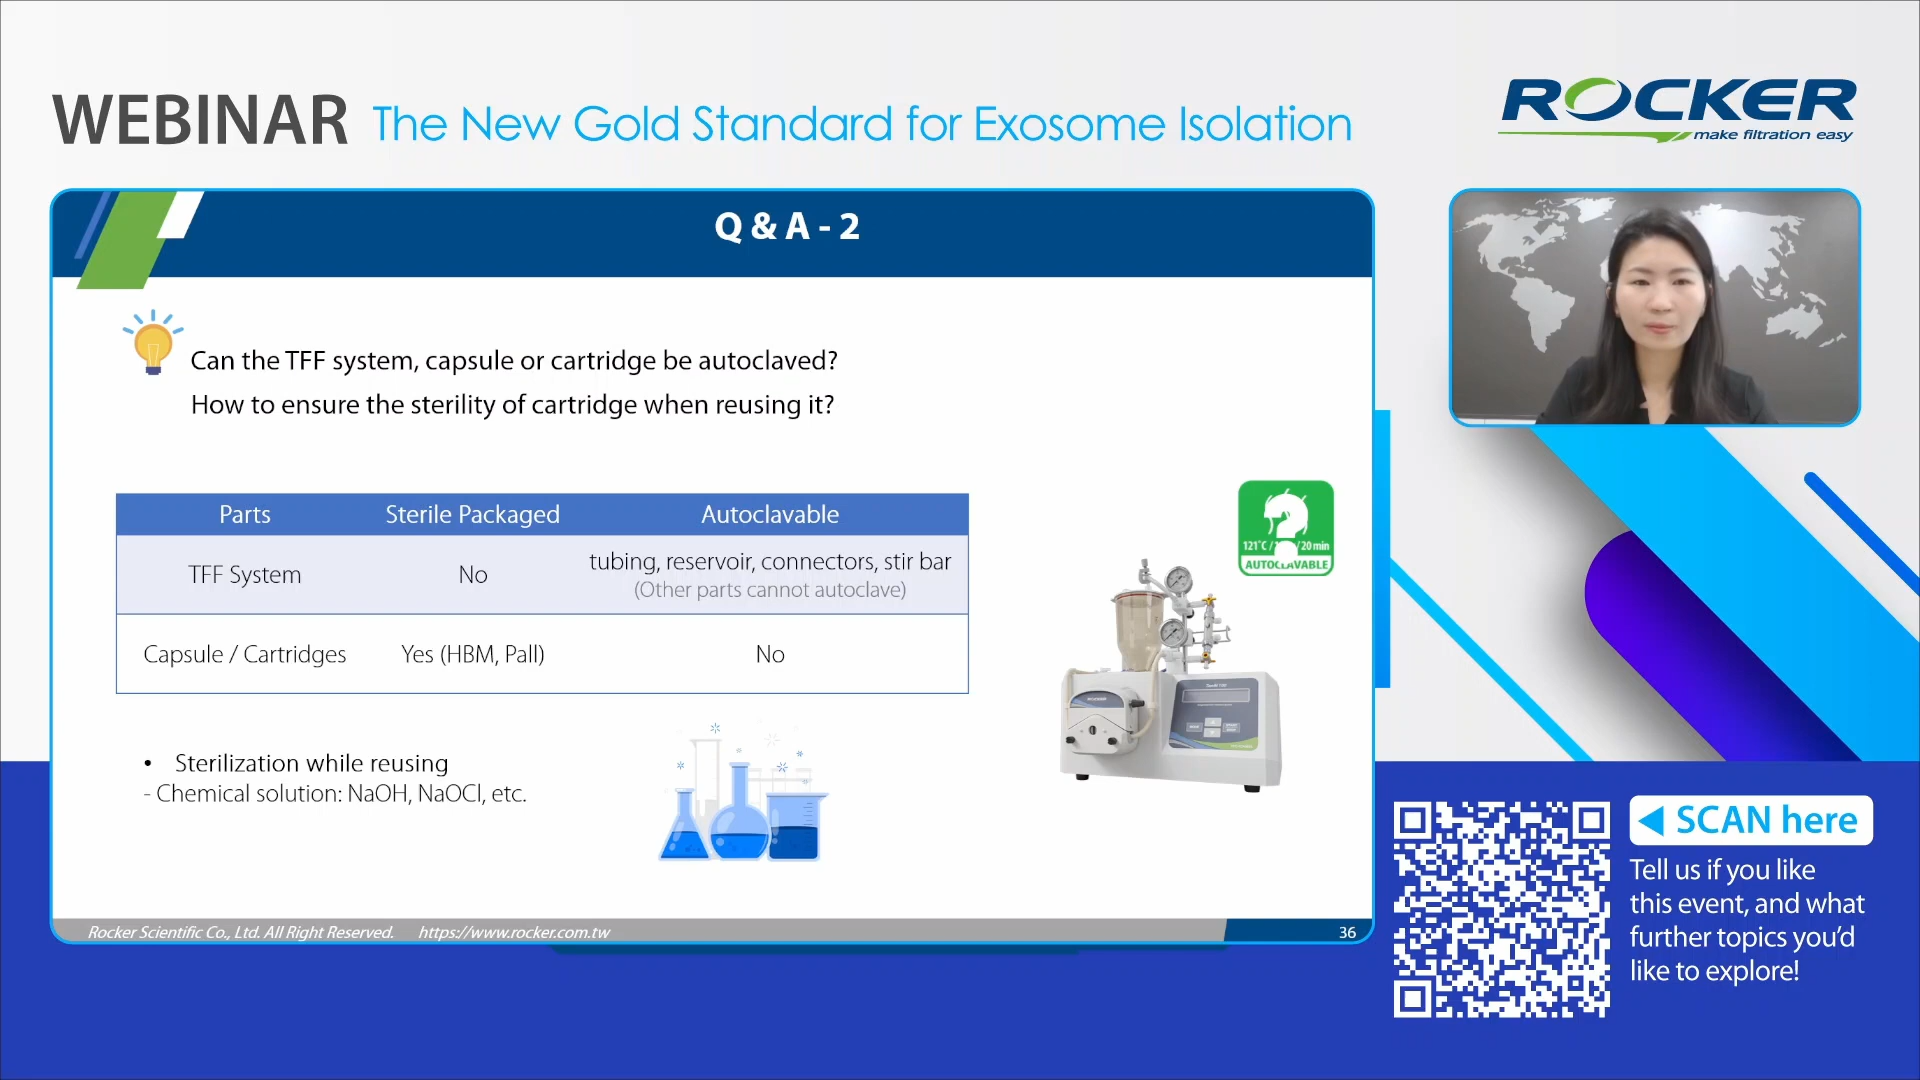 WEBINAR The New Gold Standard for Exosome Isolation
ROCKER
make filtration easy
Q & A - 2
Can the TFF system, capsule or cartridge be autoclaved?
How to ensure the sterility of cartridge when reusing it?
Parts Sterile Packaged Autoclavable
TFF System No tubing, reservoir, connectors, stir bar
(Other parts cannot autoclave)
Capsule / Cartridges Yes (HBM, Pall) No
121°C / 20 min
AUTOCLAVABLE
• Sterilization while reusing
- Chemical solution: NaOH, NaOCl, etc.
Rocker Scientific Co., Ltd. All Right Reserved. https://www.rocker.com.tw
36
SCAN here
Tell us if you like
this event, and what
further topics you'd
like to explore!